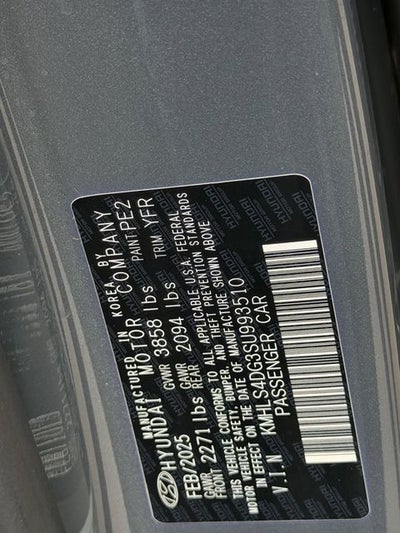 MANUFACTURED IN KOREA BY
HYUNDAI MOTOR COMPANY
FEB/2025 GVWR 3858 lbs PAINT: PE2
GAWR FRONT 2271 lbs GAWR REAR 2094 lbs TRIM: YFR
THIS VEHICLE CONFORMS TO ALL APPLICABLE U.S.A. FEDERAL
MOTOR VEHICLE SAFETY, BUMPER, AND THEFT PREVENTION STANDARDS
IN EFFECT ON THE DATE OF MANUFACTURE SHOWN ABOVE
V.I.N : KMHLS4DG3SU993510
PASSENGER CAR